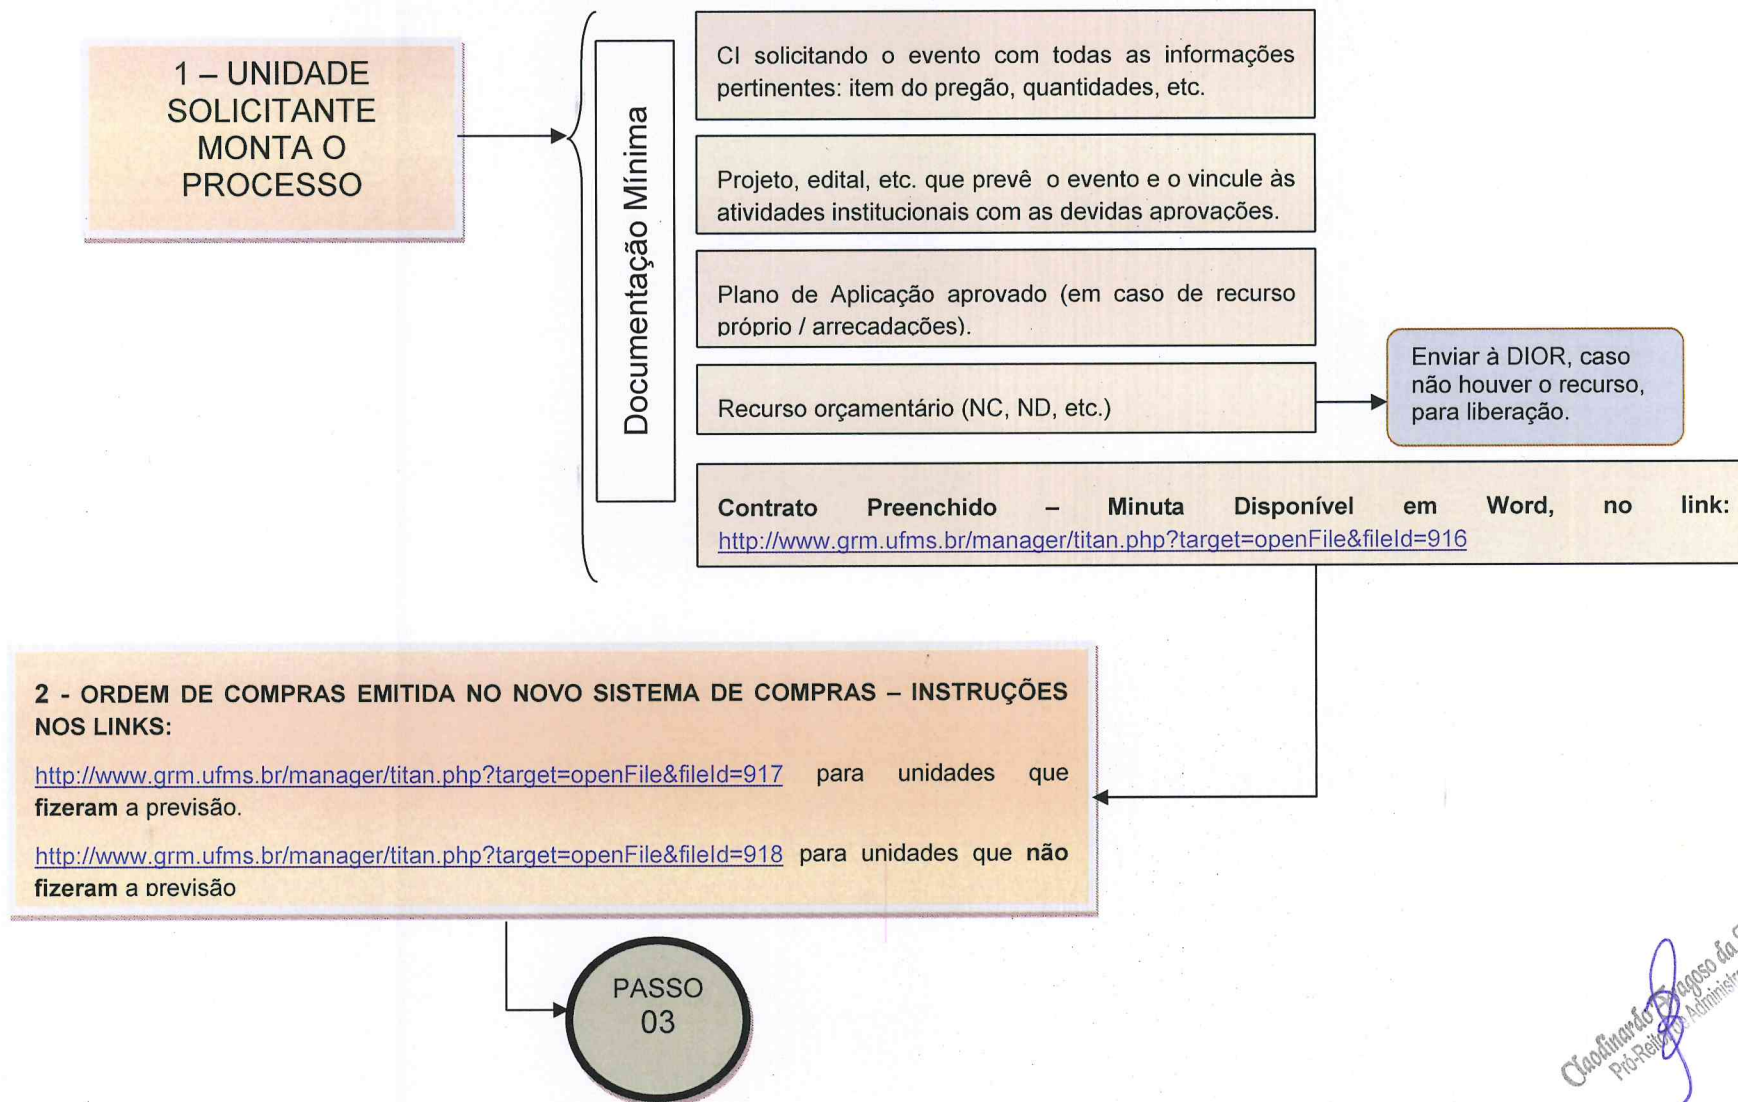 1 – UNIDADE
SOLICITANTE
MONTA O
PROCESSO
Documentação Mínima
CI solicitando o evento com todas as informações
pertinentes: item do pregão, quantidades, etc.
Projeto, edital, etc. que prevê o evento e o vincule às
atividades institucionais com as devidas aprovações.
Plano de Aplicação aprovado (em caso de recurso
próprio / arrecadações).
Recurso orçamentário (NC, ND, etc.)
Enviar à DIOR, caso
não houver o recurso,
para liberação.
Contrato Preenchido – Minuta Disponível em Word, no link:
http://www.grm.ufms.br/manager/titan.php?target=openFile&fileId=916
2 - ORDEM DE COMPRAS EMITIDA NO NOVO SISTEMA DE COMPRAS – INSTRUÇÕES
NOS LINKS:
http://www.grm.ufms.br/manager/titan.php?target=openFile&fileId=917 para unidades que
fizeram a previsão.
http://www.grm.ufms.br/manager/titan.php?target=openFile&fileId=918 para unidades que não
fizeram a previsão
PASSO
03
Claodinardo da